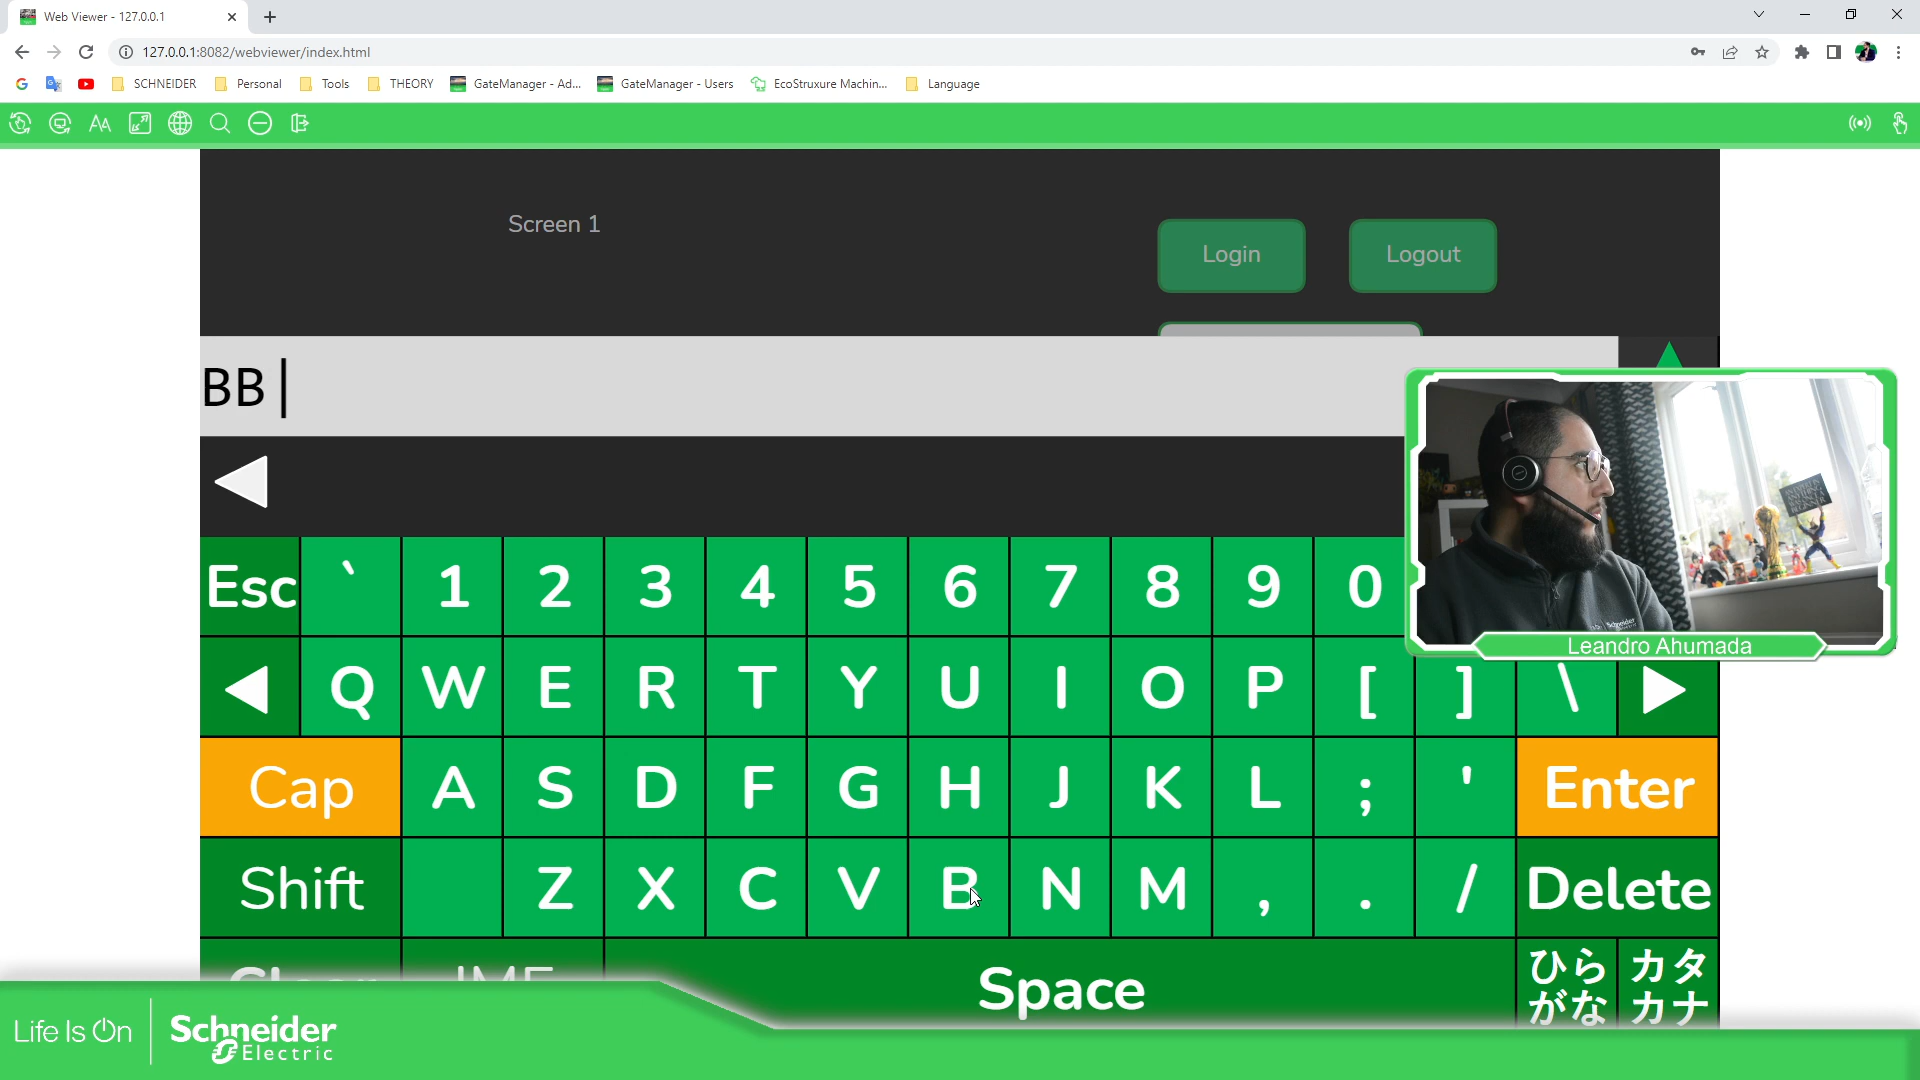 Web Viewer - 127.0.0.1
127.0.0.1:8082/webviewer/index.html
SCHNEIDER
Personal
Tools
THEORY
GateManager - Ad...
GateManager - Users
EcoStruxure Machin...
Language
AA
Screen 1
Login
Logout
BB
Esc ` 1 2 3 4 5 6 7 8 9 0
Q W E R T Y U I O P [ ] \
Cap A S D F G H J K L ; ' Enter
Shift Z X C V B N M , . / Delete
Clear IME Space ひらがな カタカナ
Leandro Ahumada
Life Is On
Schneider
Electric